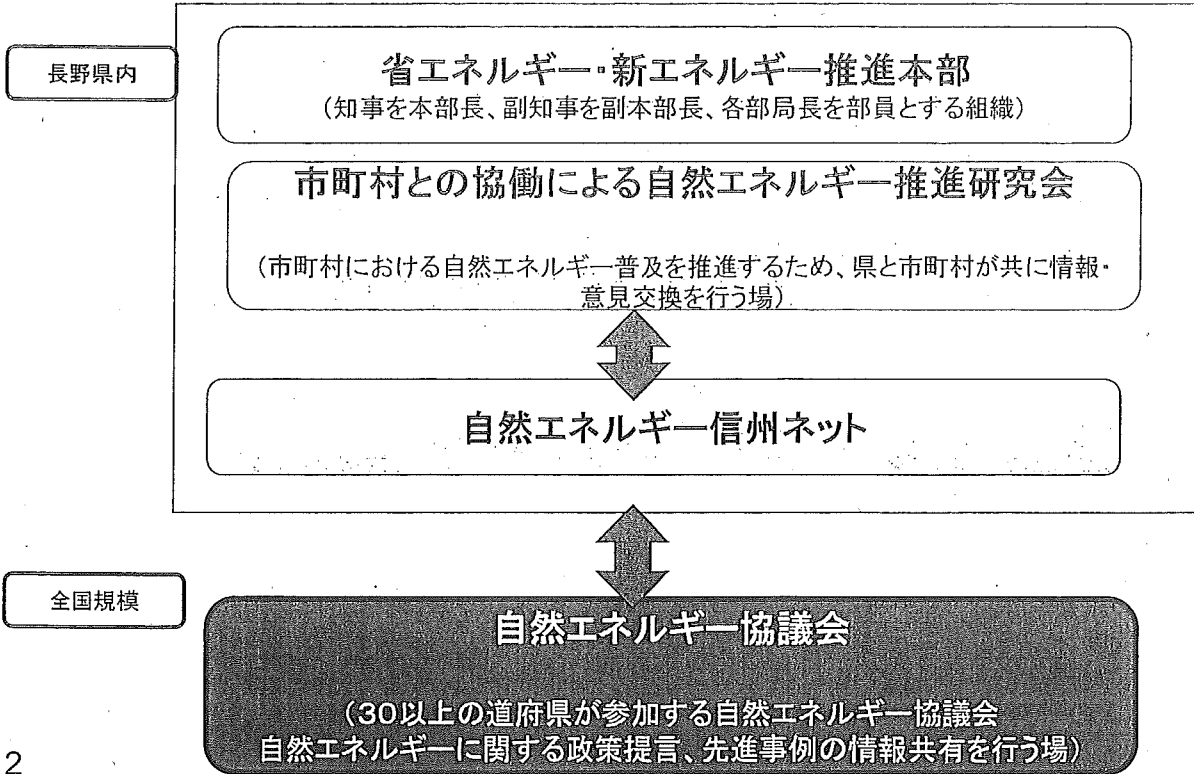 長野県内
省エネルギー・新エネルギー推進本部
(知事を本部長、副知事を副本部長、各部局長を部員とする組織)
市町村との協働による自然エネルギー推進研究会
(市町村における自然エネルギー普及を推進するため、県と市町村が共に情報・
意見交換を行う場)
自然エネルギー信州ネット
全国規模
自然エネルギー協議会
(30以上の道府県が参加する自然エネルギー協議会
自然エネルギーに関する政策提言、先進事例の情報共有を行う場)
2